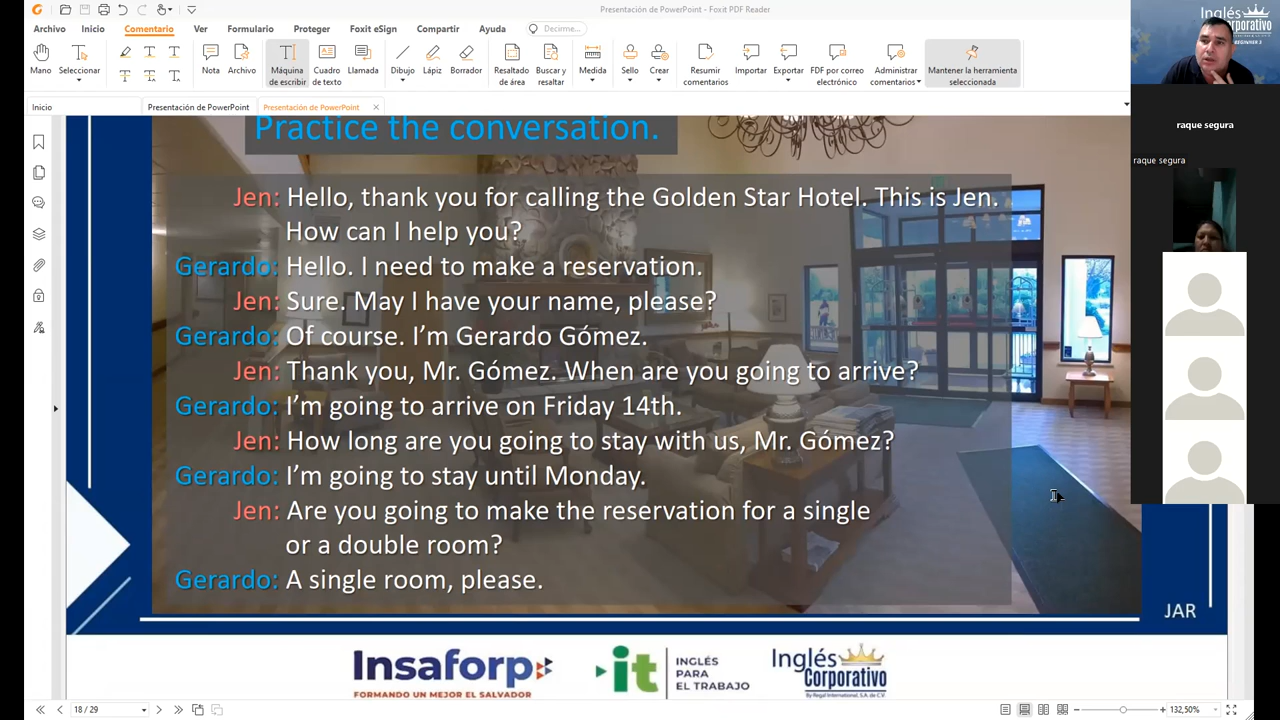 Presentación de PowerPoint - Foxit PDF Reader
Archivo Inicio Comentario Ver Formulario Proteger Foxit eSign Compartir Ayuda Decirme...
Mano
Seleccionar
Nota
Archivo
Máquina de escribir
Cuadro de texto
Llamada
Dibujo
Lápiz
Borrador
Resaltado de área
Buscar y resaltar
Medida
Sello
Crear
Resumir comentarios
Importar
Exportar
PDF por correo electrónico
Administrar comentarios
Mantener la herramienta seleccionada
Inicio
Presentación de PowerPoint
Presentación de PowerPoint
Practice the conversation.
Jen: Hello, thank you for calling the Golden Star Hotel. This is Jen.
How can I help you?
Gerardo: Hello. I need to make a reservation.
Jen: Sure. May I have your name, please?
Gerardo: Of course. I'm Gerardo Gómez.
Jen: Thank you, Mr. Gómez. When are you going to arrive?
Gerardo: I'm going to arrive on Friday 14th.
Jen: How long are you going to stay with us, Mr. Gómez?
Gerardo: I'm going to stay until Monday.
Jen: Are you going to make the reservation for a single
or a double room?
Gerardo: A single room, please.
JAR
Insaforp
FORMANDO UN MEJOR EL SALVADOR
it
INGLÉS
PARA
EL TRABAJO
Inglés
Corporativo
By Regal International, S.A. de C.V.
18 / 29
132,50%
Inglés
Corporativo
BEGINNER 2
raque segura
raque segura